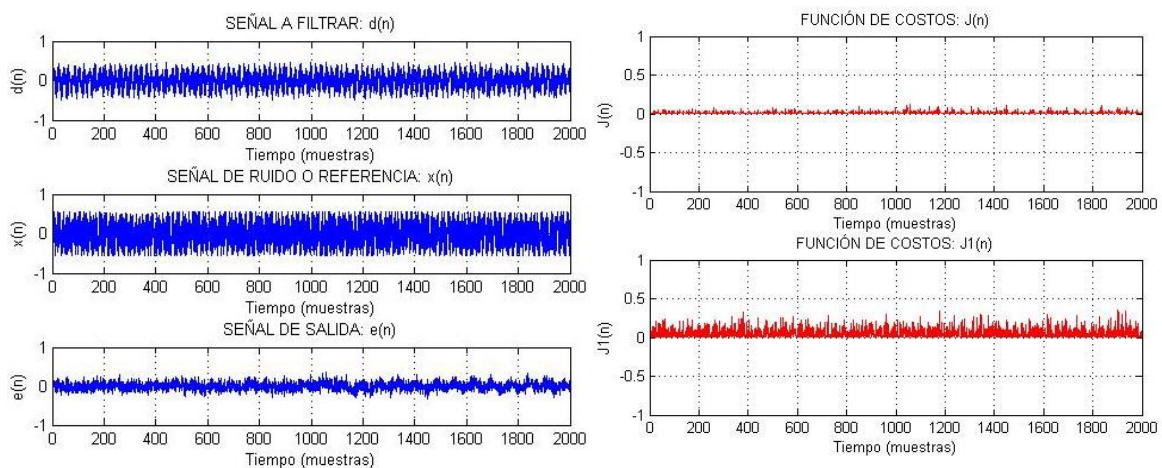 SEÑAL A FILTRAR: d(n)
1
0
-1
d(n)
0 200 400 600 800 1000 1200 1400 1600 1800 2000
Tiempo (muestras)
SEÑAL DE RUIDO O REFERENCIA: x(n)
1
0
-1
x(n)
0 200 400 600 800 1000 1200 1400 1600 1800 2000
Tiempo (muestras)
SEÑAL DE SALIDA: e(n)
1
0
-1
e(n)
0 200 400 600 800 1000 1200 1400 1600 1800 2000
Tiempo (muestras)
FUNCIÓN DE COSTOS: J(n)
1
0.5
0
-0.5
-1
J(n)
0 200 400 600 800 1000 1200 1400 1600 1800 2000
Tiempo (muestras)
FUNCIÓN DE COSTOS: J1(n)
1
0.5
0
-0.5
-1
J1(n)
0 200 400 600 800 1000 1200 1400 1600 1800 2000
Tiempo (muestras)